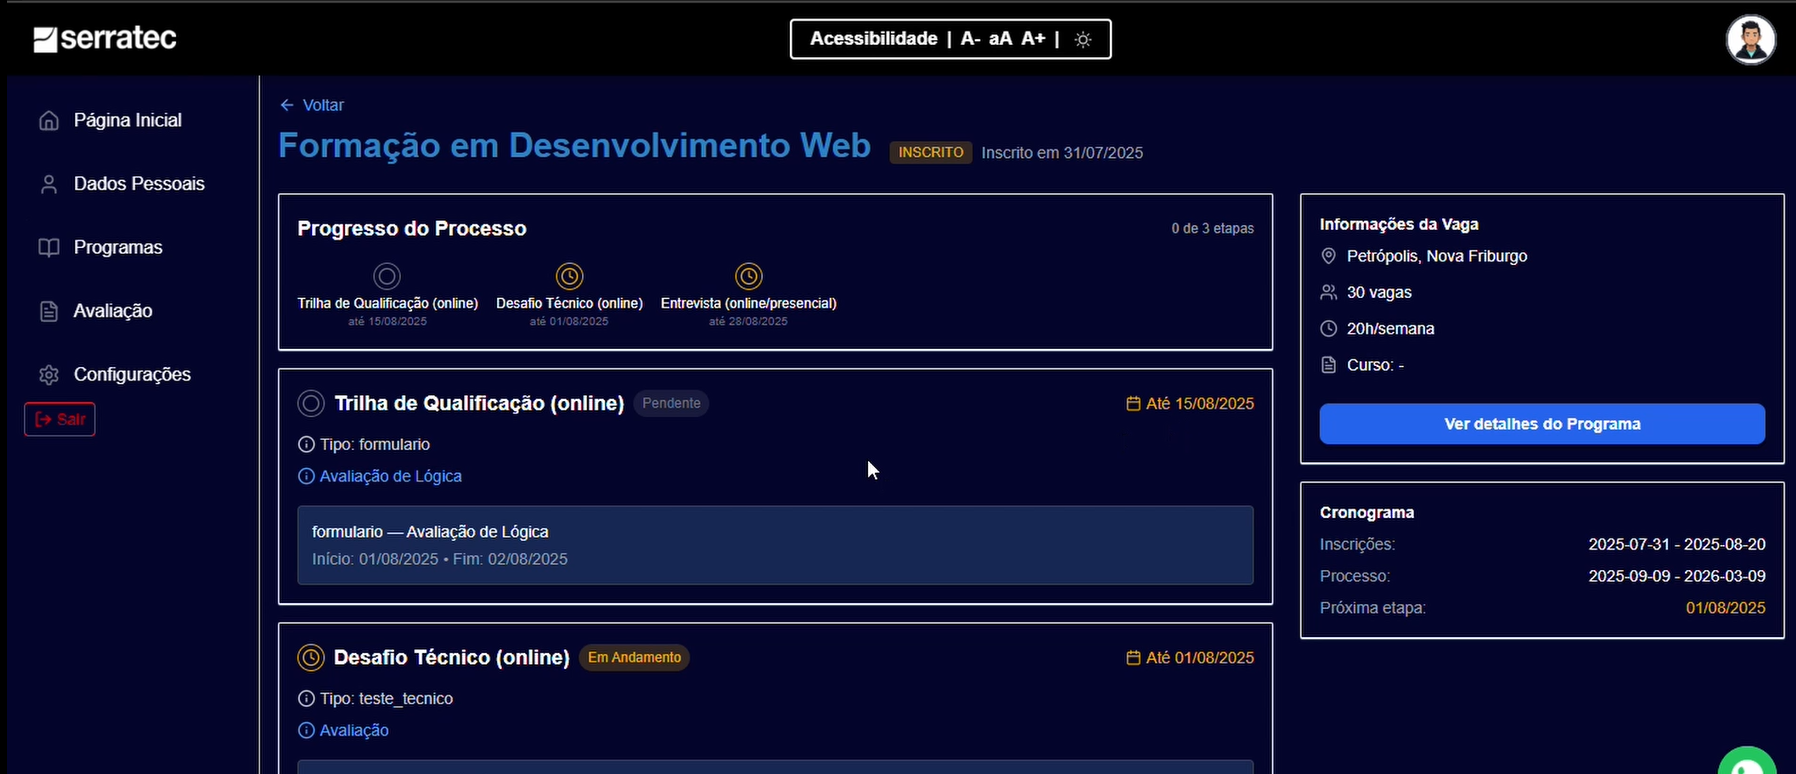 serratec
Acessibilidade | A- aA A+ |
Página Inicial
Dados Pessoais
Programas
Avaliação
Configurações
Sair
Voltar
Formação em Desenvolvimento Web
INSCRITO
Inscrito em 31/07/2025
Progresso do Processo
0 de 3 etapas
Trilha de Qualificação (online)
até 15/08/2025
Desafio Técnico (online)
até 01/08/2025
Entrevista (online/presencial)
até 28/08/2025
Trilha de Qualificação (online)
Pendente
Até 15/08/2025
Tipo: formulario
Avaliação de Lógica
formulario — Avaliação de Lógica
Início: 01/08/2025 • Fim: 02/08/2025
Desafio Técnico (online)
Em Andamento
Até 01/08/2025
Tipo: teste_tecnico
Avaliação
Informações da Vaga
Petrópolis, Nova Friburgo
30 vagas
20h/semana
Curso: -
Ver detalhes do Programa
Cronograma
Inscrições: 2025-07-31 - 2025-08-20
Processo: 2025-09-09 - 2026-03-09
Próxima etapa: 01/08/2025